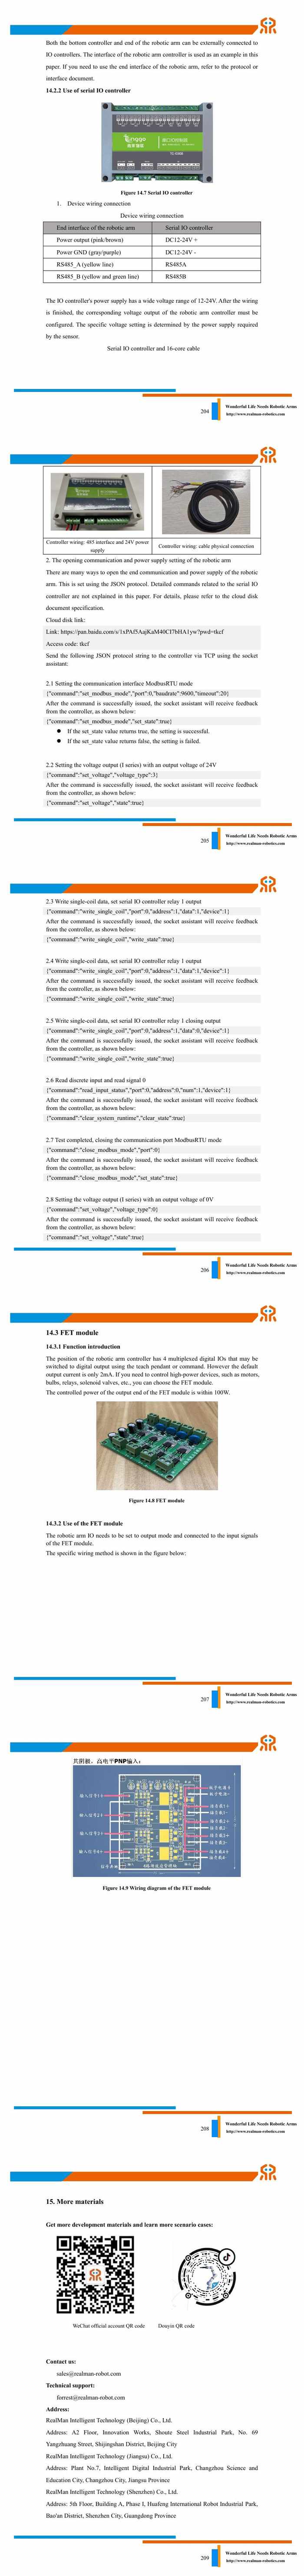 Both the bottom controller and end of the robotic arm can be externally connected to
IO controllers. The interface of the robotic arm controller is used as an example in this
paper. If you need to use the end interface of the robotic arm, refer to the protocol or
interface document.
14.2.2 Use of serial IO controller
Figure 14.7 Serial IO controller
1. Device wiring connection
Device wiring connection
End interface of the robotic arm Serial IO controller
Power output (pink/brown) DC12-24V +
Power GND (gray/purple) DC12-24V -
RS485_A (yellow line) RS485A
RS485_B (yellow and green line) RS485B
The IO controller's power supply has a wide voltage range of 12-24V. After the wiring
is finished, the corresponding voltage output of the robotic arm controller must be
configured. The specific voltage setting is determined by the power supply required
by the sensor.
Serial IO controller and 16-core cable
204
Wonderful Life Needs Robotic Arms
http://www.realman-robotics.com
Controller wiring: 485 interface and 24V power
supply
Controller wiring: cable physical connection
2. The opening communication and power supply setting of the robotic arm
There are many ways to open the end communication and power supply of the robotic
arm. This is set using the JSON protocol. Detailed commands related to the serial IO
controller are not explained in this paper. For details, please refer to the cloud disk
document specification.
Cloud disk link:
Link: https://pan.baidu.com/s/1xPAf5AajKaM40CI7bHA1yw?pwd=tkcf
Access code: tkcf
Send the following JSON protocol string to the controller via TCP using the socket
assistant:
2.1 Setting the communication interface ModbusRTU mode
{"command":"set_modbus_mode","port":0,"baudrate":9600,"timeout":20}
After the command is successfully issued, the socket assistant will receive feedback
from the controller, as shown below:
{"command":"set_modbus_mode","set_state":true}
● If the set_state value returns true, the setting is successful.
● If the set_state value returns false, the setting is failed.
2.2 Setting the voltage output (I series) with an output voltage of 24V
{"command":"set_voltage","voltage_type":3}
After the command is successfully issued, the socket assistant will receive feedback
from the controller, as shown below:
{"command":"set_voltage","state":true}
205
Wonderful Life Needs Robotic Arms
http://www.realman-robotics.com
2.3 Write single-coil data, set serial IO controller relay 1 output
{"command":"write_single_coil","port":0,"address":1,"data":1,"device":1}
After the command is successfully issued, the socket assistant will receive feedback
from the controller, as shown below:
{"command":"write_single_coil","write_state":true}
2.4 Write single-coil data, set serial IO controller relay 1 output
{"command":"write_single_coil","port":0,"address":1,"data":1,"device":1}
After the command is successfully issued, the socket assistant will receive feedback
from the controller, as shown below:
{"command":"write_single_coil","write_state":true}
2.5 Write single-coil data, set serial IO controller relay 1 closing output
{"command":"write_single_coil","port":0,"address":1,"data":0,"device":1}
After the command is successfully issued, the socket assistant will receive feedback
from the controller, as shown below:
{"command":"write_single_coil","write_state":true}
2.6 Read discrete input and read signal 0
{"command":"read_input_status","port":0,"address":0,"num":1,"device":1}
After the command is successfully issued, the socket assistant will receive feedback
from the controller, as shown below:
{"command":"clear_system_runtime","clear_state":true}
2.7 Test completed, closing the communication port ModbusRTU mode
{"command":"close_modbus_mode","port":0}
After the command is successfully issued, the socket assistant will receive feedback
from the controller, as shown below:
{"command":"close_modbus_mode","set_state":true}
2.8 Setting the voltage output (I series) with an output voltage of 0V
{"command":"set_voltage","voltage_type":0}
After the command is successfully issued, the socket assistant will receive feedback
from the controller, as shown below:
{"command":"set_voltage","state":true}
206
Wonderful Life Needs Robotic Arms
http://www.realman-robotics.com
14.3 FET module
14.3.1 Function introduction
The position of the robotic arm controller has 4 multiplexed digital IOs that may be
switched to digital output using the teach pendant or command. However the default
output current is only 2mA. If you need to control high-power devices, such as motors,
bulbs, relays, solenoid valves, etc., you can choose the FET module.
The controlled power of the output end of the FET module is within 100W.
Figure 14.8 FET module
14.3.2 Use of the FET module
The robotic arm IO needs to be set to output mode and connected to the input signals
of the FET module.
The specific wiring method is shown in the figure below:
207
Wonderful Life Needs Robotic Arms
http://www.realman-robotics.com
共阴极，高电平PNP输入：
Figure 14.9 Wiring diagram of the FET module
208
Wonderful Life Needs Robotic Arms
http://www.realman-robotics.com
15. More materials
Get more development materials and learn more scenario cases:
WeChat official account QR code Douyin QR code
Contact us:
sales@realman-robot.com
Technical support:
forrest@realman-robot.com
Address:
RealMan Intelligent Technology (Beijing) Co., Ltd.
Address: A2 Floor, Innovation Works, Shoute Steel Industrial Park, No. 69
Yangzhuang Street, Shijingshan District, Beijing City
RealMan Intelligent Technology (Jiangsu) Co., Ltd.
Address: Plant No.7, Intelligent Digital Industrial Park, Changzhou Science and
Education City, Changzhou City, Jiangsu Province
RealMan Intelligent Technology (Shenzhen) Co., Ltd.
Address: 5th Floor, Building A, Phase I, Huafeng International Robot Industrial Park,
Bao'an District, Shenzhen City, Guangdong Province
209
Wonderful Life Needs Robotic Arms
http://www.realman-robotics.com